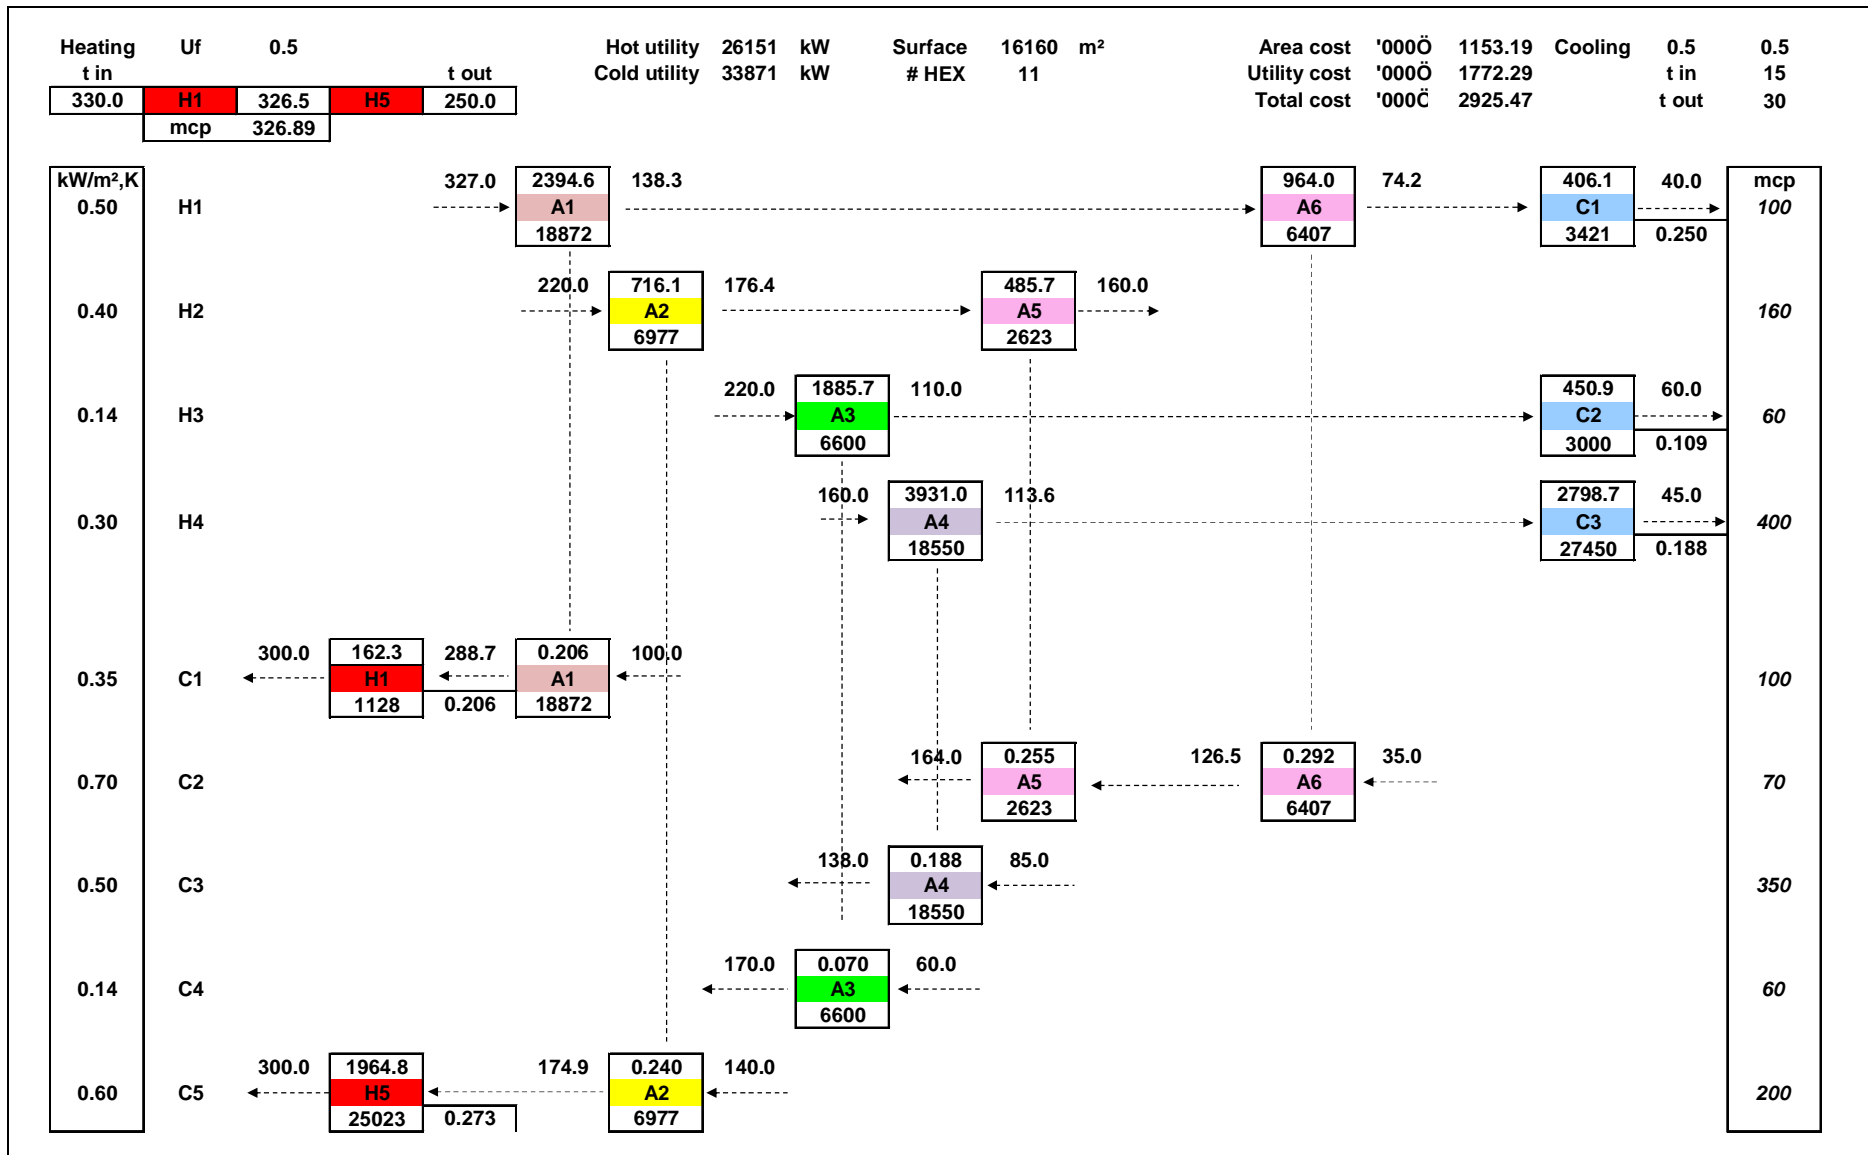 Heating Uf 0.5 Hot utility 26151 kW Surface 16160 m² Area cost '000Ö 1153.19 Cooling 0.5 0.5
t in t out Cold utility 33871 kW # HEX 11 Utility cost '000Ö 1772.29 t in 15
330.0 H1 326.5 H5 250.0 Total cost '000Ö 2925.47 t out 30
mcp 326.89
kW/m²,K 327.0 2394.6 138.3 964.0 74.2 406.1 40.0 mcp
0.50 H1 A1 A6 C1 100
18872 6407 3421 0.250
220.0 716.1 176.4 485.7 160.0
0.40 H2 A2 A5 160
6977 2623
220.0 1885.7 110.0 450.9 60.0
0.14 H3 A3 C2 60
6600 3000 0.109
160.0 3931.0 113.6 2798.7 45.0
0.30 H4 A4 C3 400
18550 27450 0.188
300.0 162.3 288.7 0.206 100.0
0.35 C1 H1 A1 100
1128 0.206 18872
164.0 0.255 126.5 0.292 35.0
0.70 C2 A5 A6 70
2623 6407
138.0 0.188 85.0
0.50 C3 A4 350
18550
170.0 0.070 60.0
0.14 C4 A3 60
6600
300.0 1964.8 174.9 0.240 140.0
0.60 C5 H5 A2 200
25023 0.273 6977